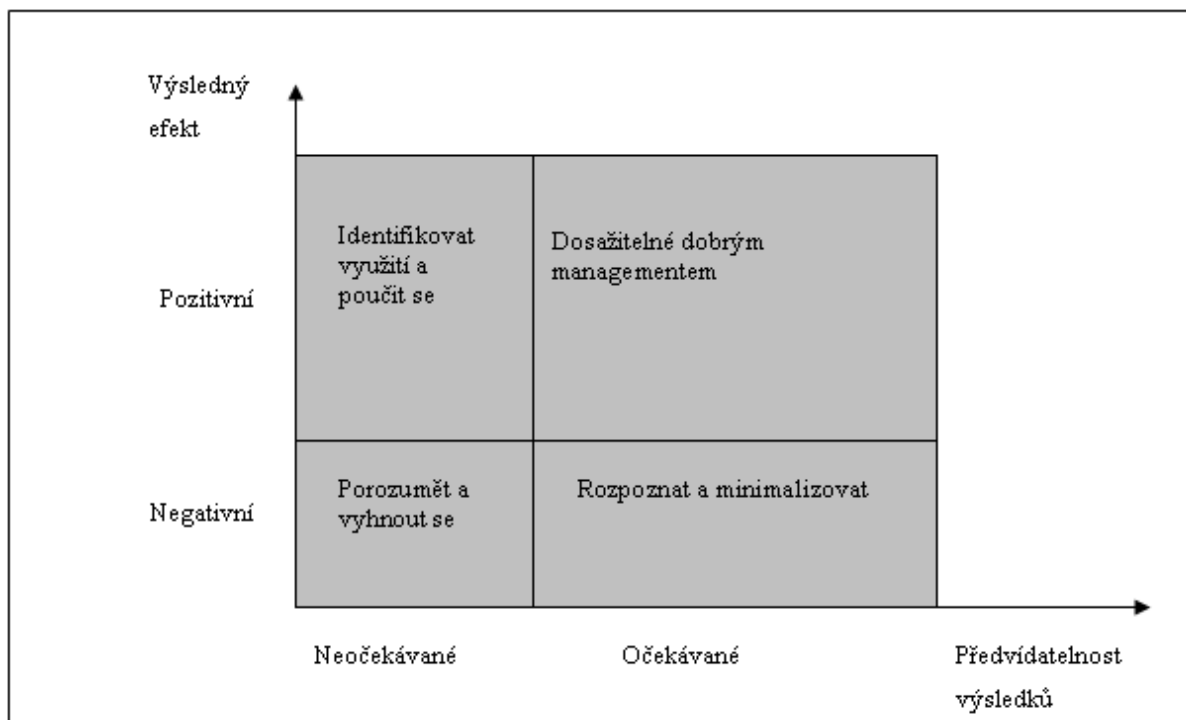 Výsledný
efekt
Identifikovat
využití a
poučit se
Dosažitelné dobrým
managementem
Pozitivní
Porozumět a
vyhnout se
Rozpoznat a minimalizovat
Negativní
Neočekávané
Očekávané
Předvídatelnost
výsledků